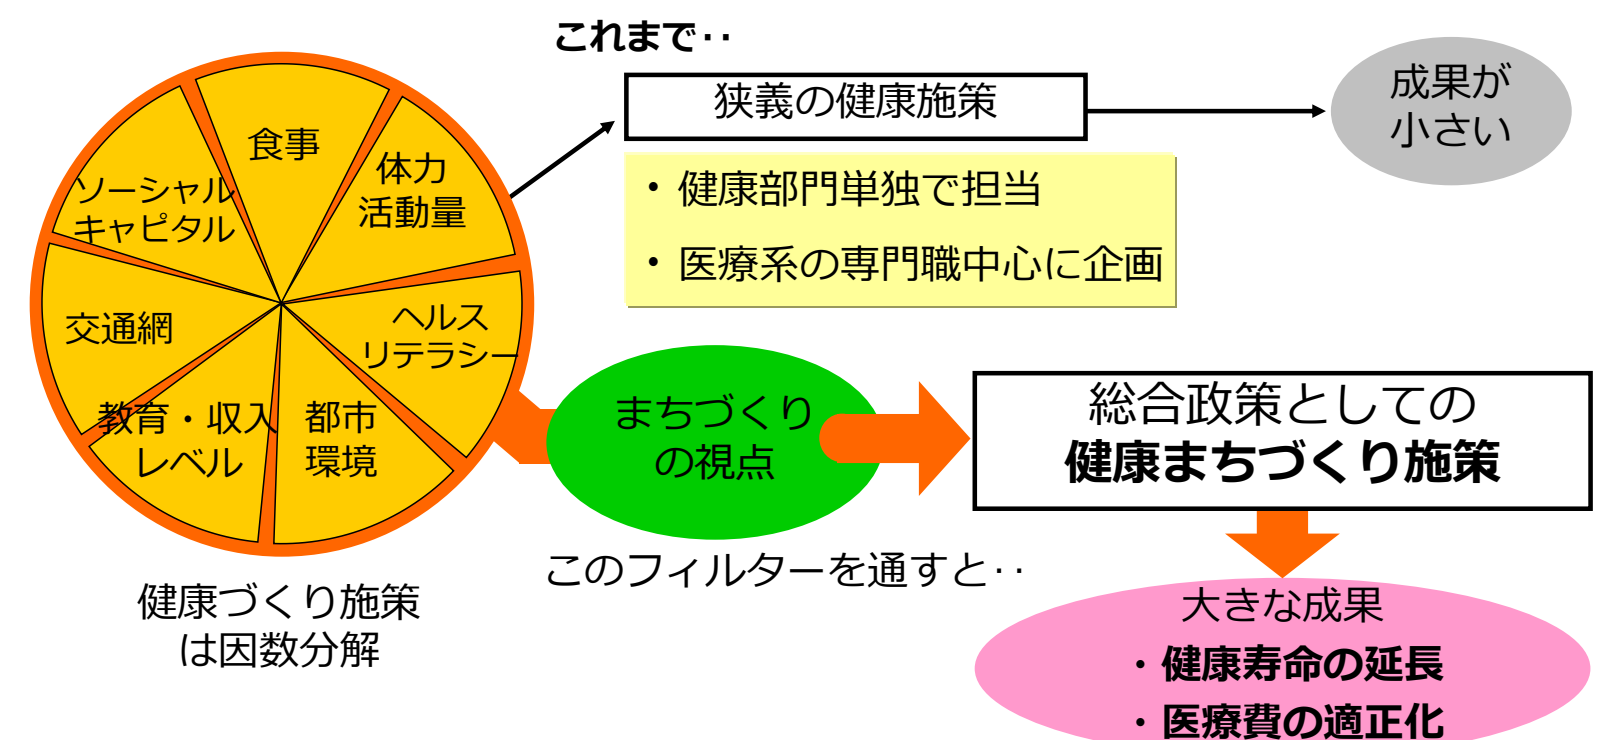 これまで‥
狭義の健康施策
成果が
小さい
・健康部門単独で担当
・医療系の専門職中心に企画
食事
体力
活動量
ヘルス
リテラシー
都市
環境
教育・収入
レベル
交通網
ソーシャル
キャピタル
健康づくり施策
は因数分解
まちづくり
の視点
このフィルターを通すと‥
総合政策としての
健康まちづくり施策
大きな成果
・健康寿命の延長
・医療費の適正化